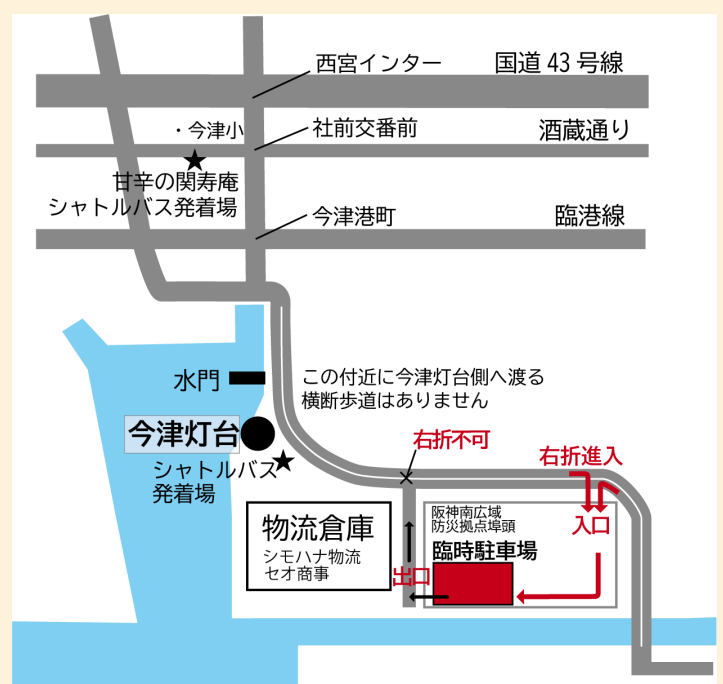 西宮インター
国道43号線
・今津小
社前交番前
酒蔵通り
甘辛の関寿庵
シャトルバス発着場
今津港町
臨港線
水門
この付近に今津灯台側へ渡る
横断歩道はありません
今津灯台
シャトルバス
発着場
右折不可
右折進入
物流倉庫
シモハナ物流
セオ商事
阪神南広域
防災拠点埠頭
入口
臨時駐車場
出口